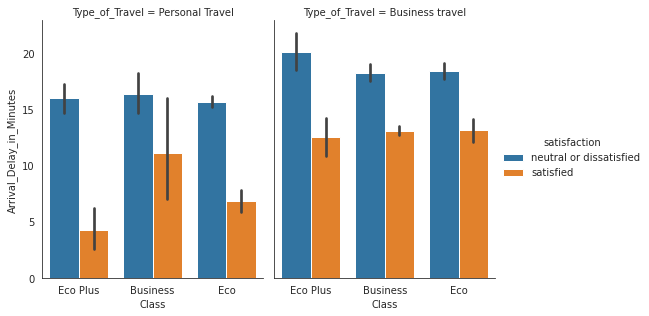 Type_of_Travel = Personal Travel
Type_of_Travel = Business travel
Arrival_Delay_in_Minutes
20
15
10
5
0
Eco Plus
Business
Eco
Class
Eco Plus
Business
Eco
Class
satisfaction
neutral or dissatisfied
satisfied